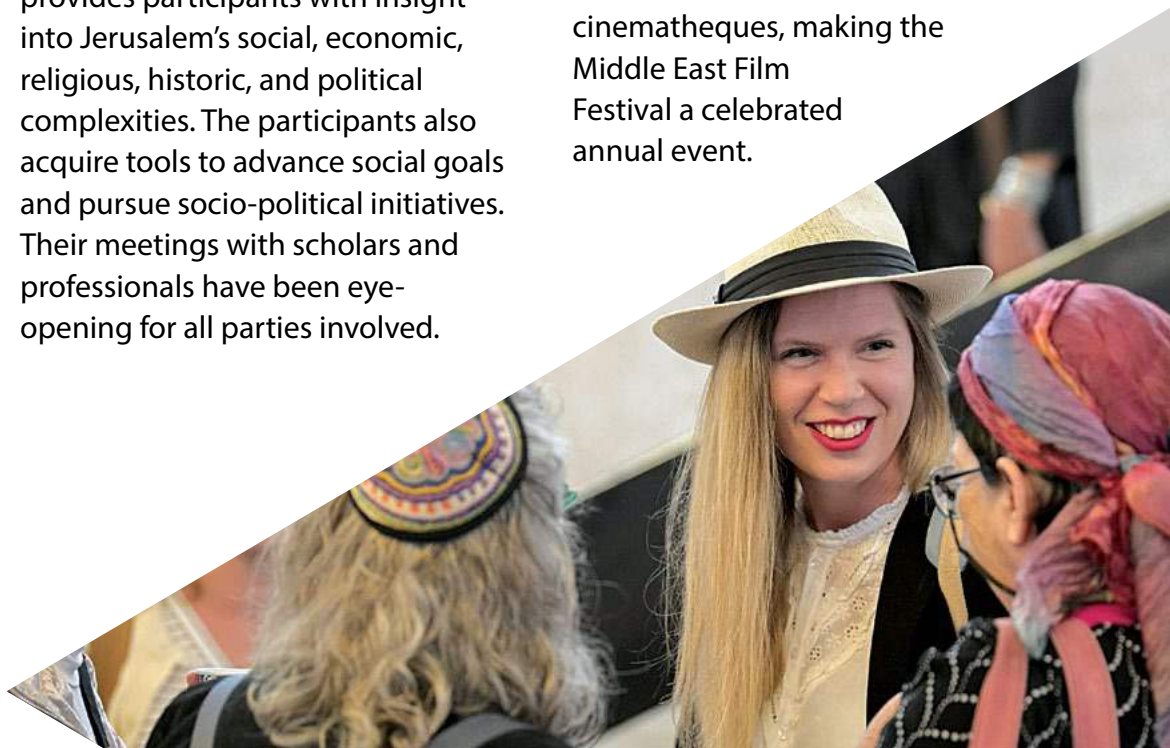 provides participants with insight
into Jerusalem's social, economic,
religious, historic, and political
complexities. The participants also
acquire tools to advance social goals
and pursue socio-political initiatives.
Their meetings with scholars and
professionals have been eye-
opening for all parties involved.
cinematheques, making the
Middle East Film
Festival a celebrated
annual event.